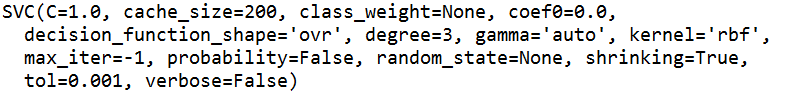 SVC(C=1.0, cache_size=200, class_weight=None, coef0=0.0,
  decision_function_shape='ovr', degree=3, gamma='auto', kernel='rbf',
  max_iter=-1, probability=False, random_state=None, shrinking=True,
  tol=0.001, verbose=False)